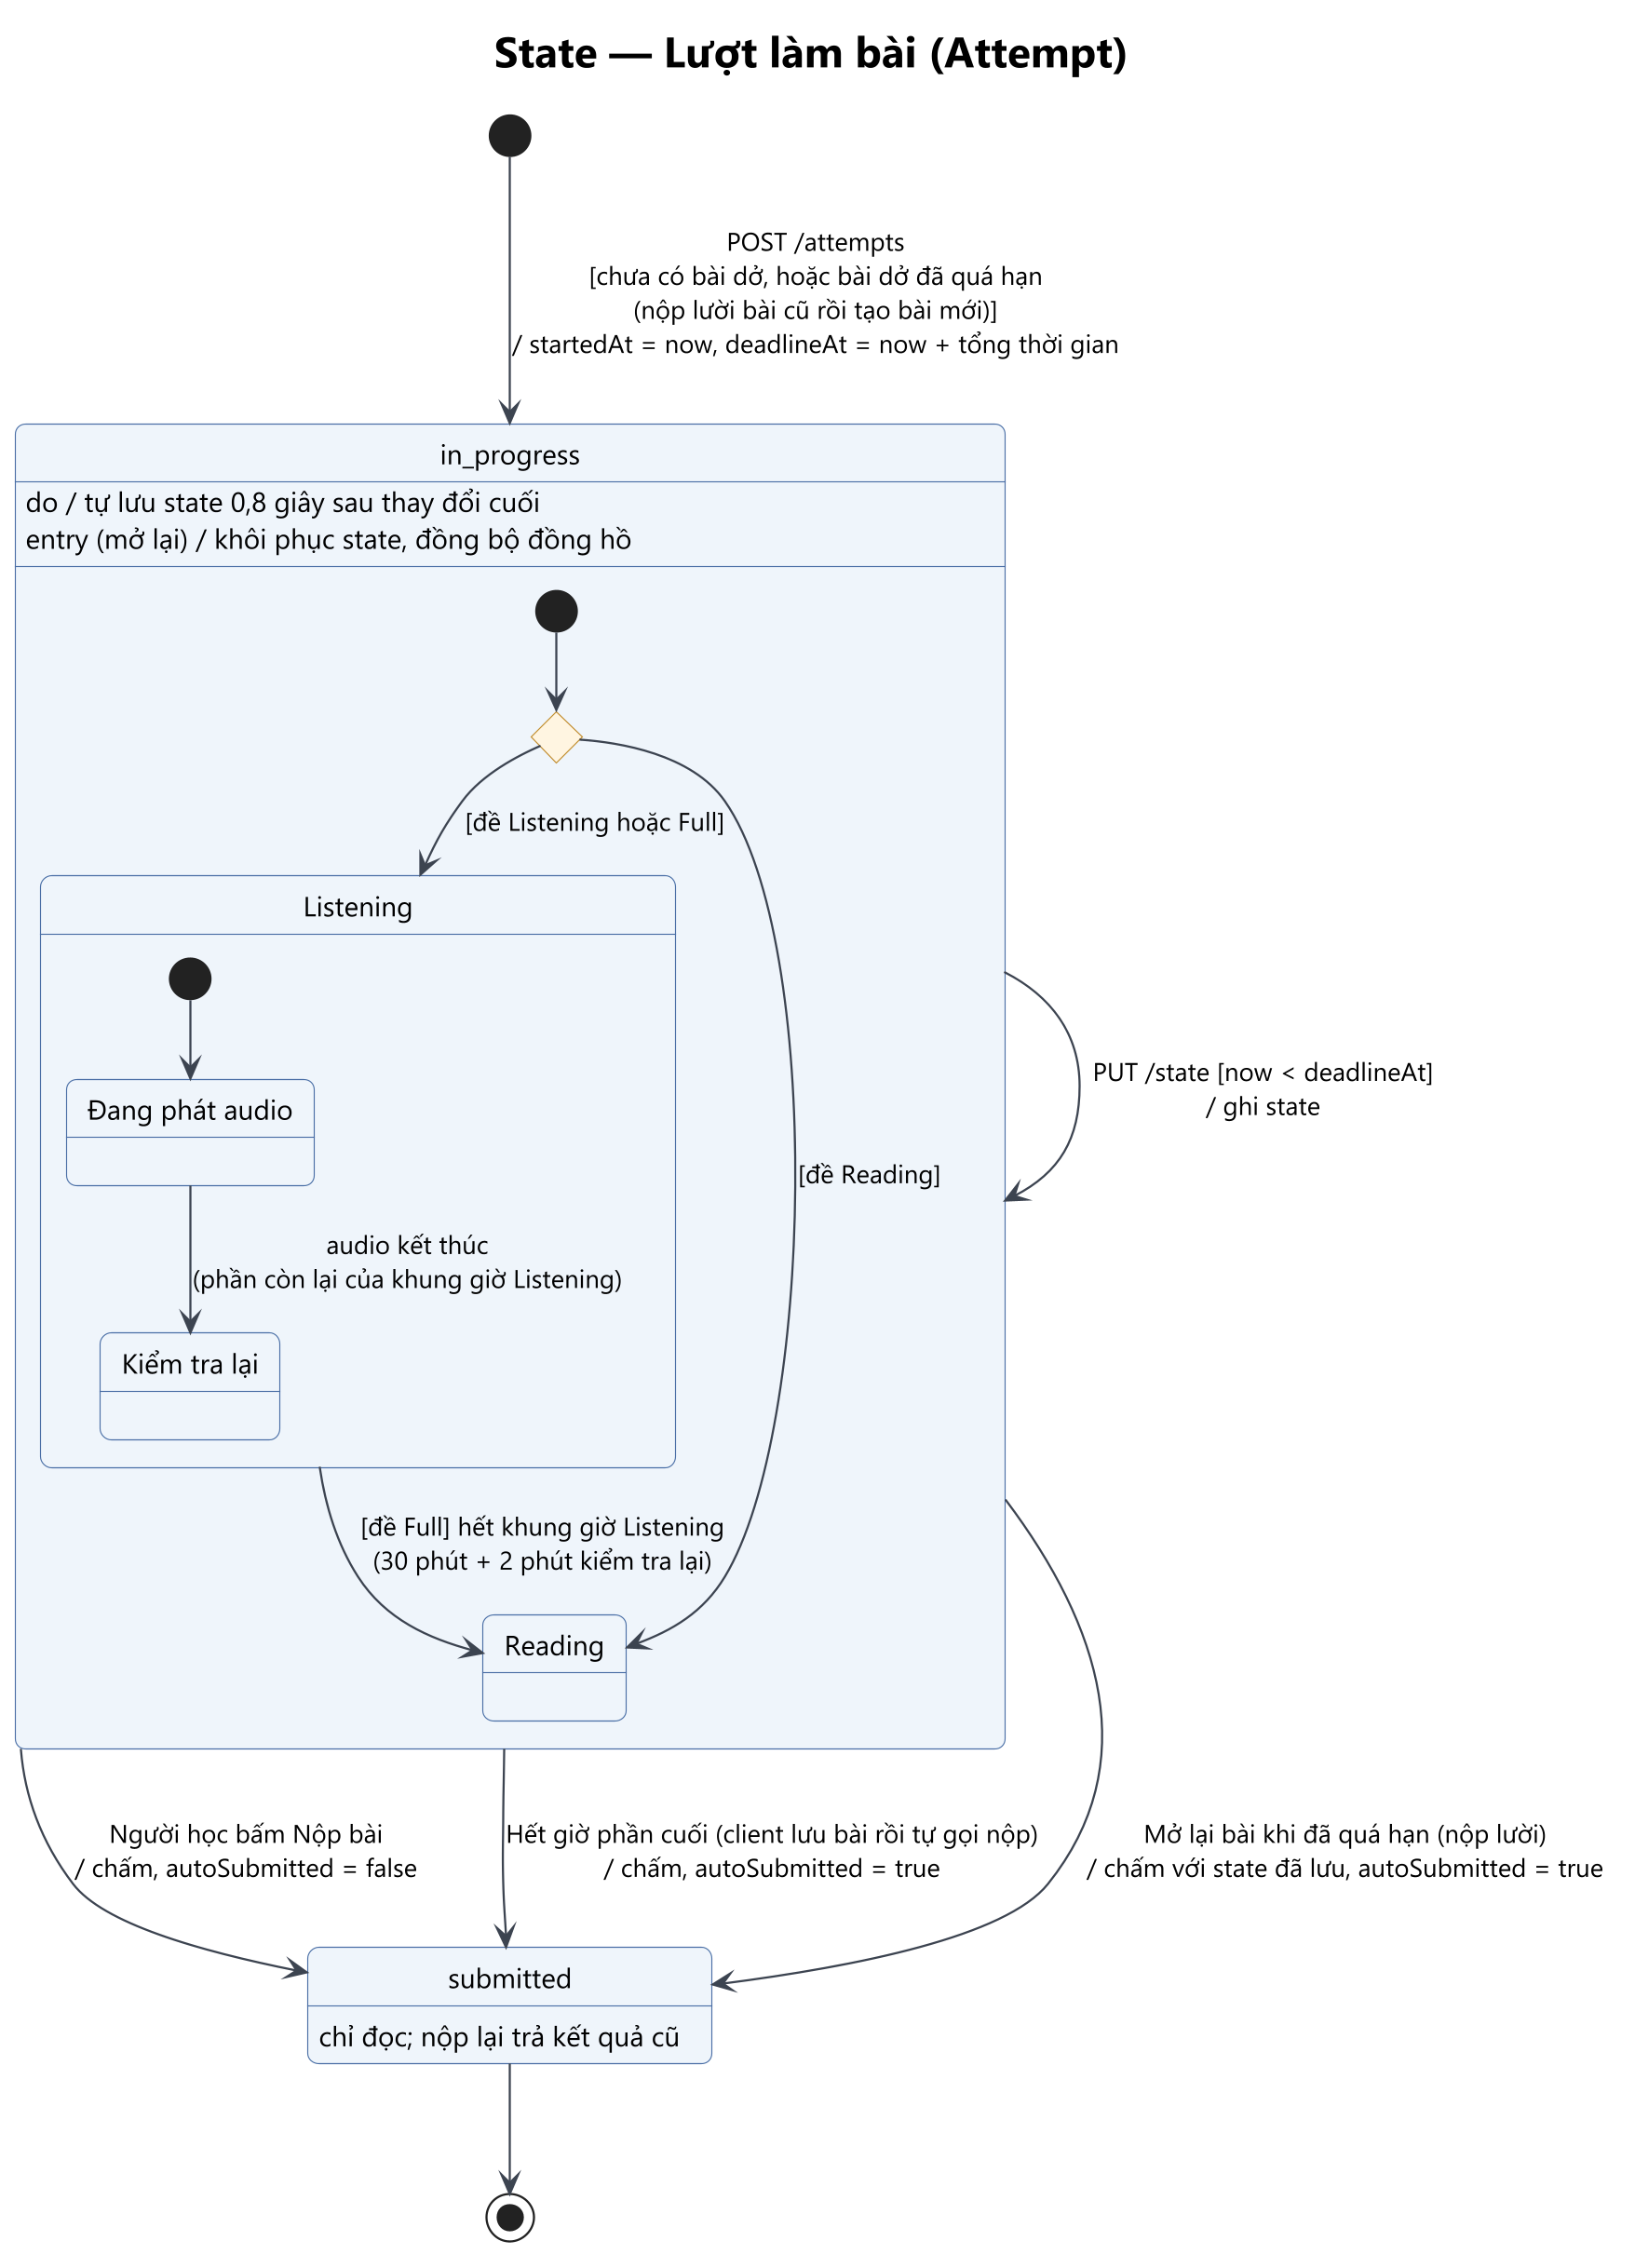 State — Lượt làm bài (Attempt)
POST /attempts
[chưa có bài dở, hoặc bài dở đã quá hạn
(nộp lười bài cũ rồi tạo bài mới)]
/ startedAt = now, deadlineAt = now + tổng thời gian
in_progress
do / tự lưu state 0,8 giây sau thay đổi cuối
entry (mở lại) / khôi phục state, đồng bộ đồng hồ
[đề Listening hoặc Full]
Listening
Đang phát audio
PUT /state [now < deadlineAt]
/ ghi state
[đề Reading]
audio kết thúc
(phần còn lại của khung giờ Listening)
Kiểm tra lại
[đề Full] hết khung giờ Listening
(30 phút + 2 phút kiểm tra lại)
Reading
Người học bấm Nộp bài
/ chấm, autoSubmitted = false
Hết giờ phần cuối (client lưu bài rồi tự gọi nộp)
/ chấm, autoSubmitted = true
Mở lại bài khi đã quá hạn (nộp lười)
/ chấm với state đã lưu, autoSubmitted = true
submitted
chỉ đọc; nộp lại trả kết quả cũ